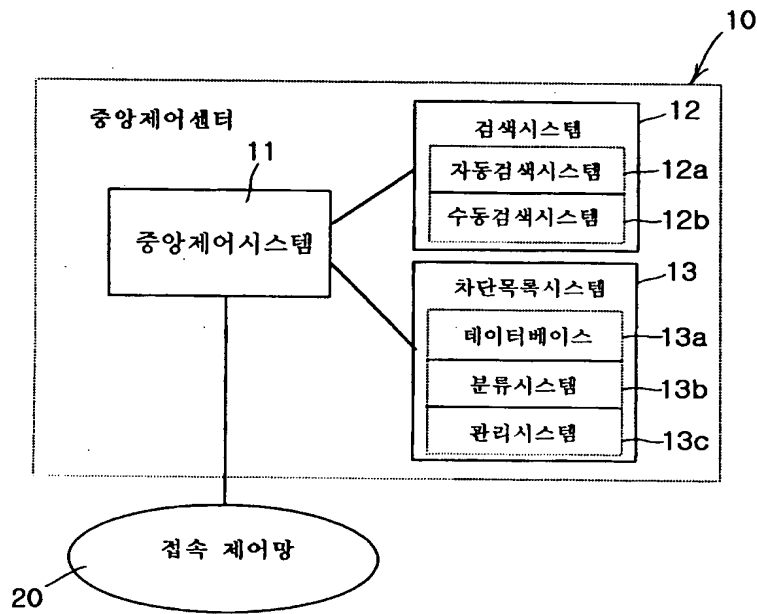 10
중앙제어센터
11
중앙제어시스템
검색시스템
12
자동검색시스템
12a
수동검색시스템
12b
차단목록시스템
13
데이터베이스
13a
분류시스템
13b
관리시스템
13c
접속 제어망
20